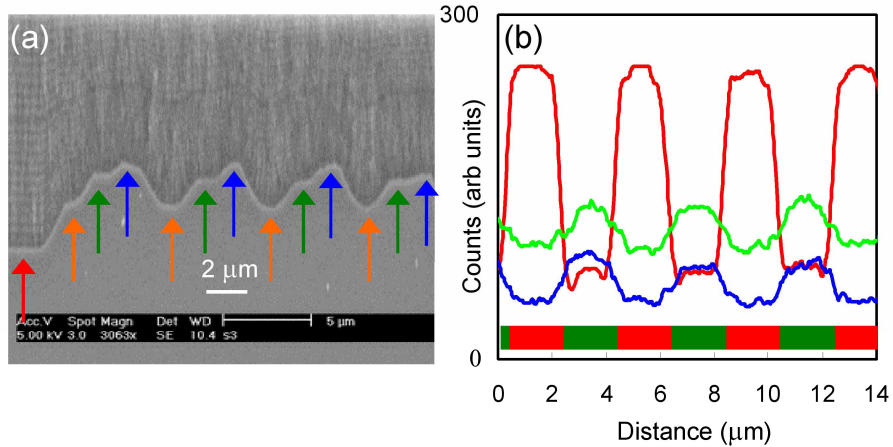 (a)
2 μm
Acc.V Spot Magn Det WD 5 μm
5.00 kV 3.0 3063x SE 10.4 s3
(b)
300
Counts (arb units)
0
0 2 4 6 8 10 12 14
Distance (μm)